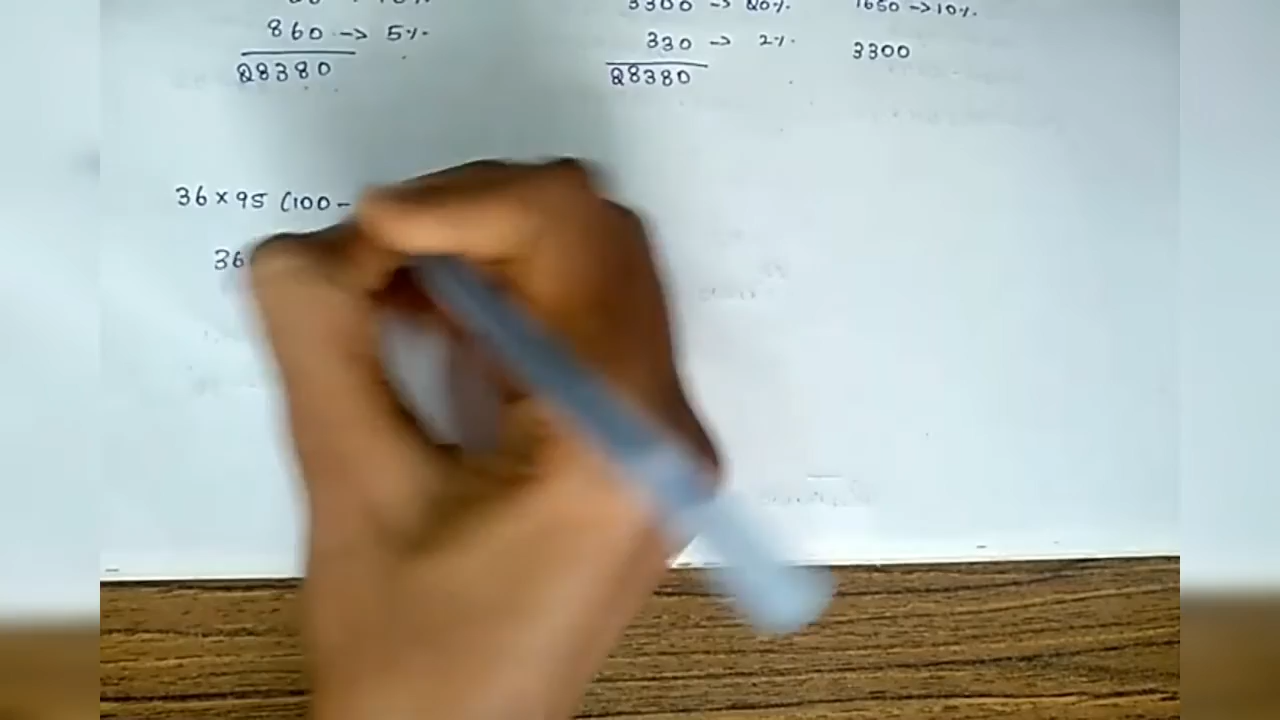 860 -> 5%
28380
3300 -> 20%
330 -> 2%
28380
1650 -> 10%
3300
36 × 95 (100 -
36